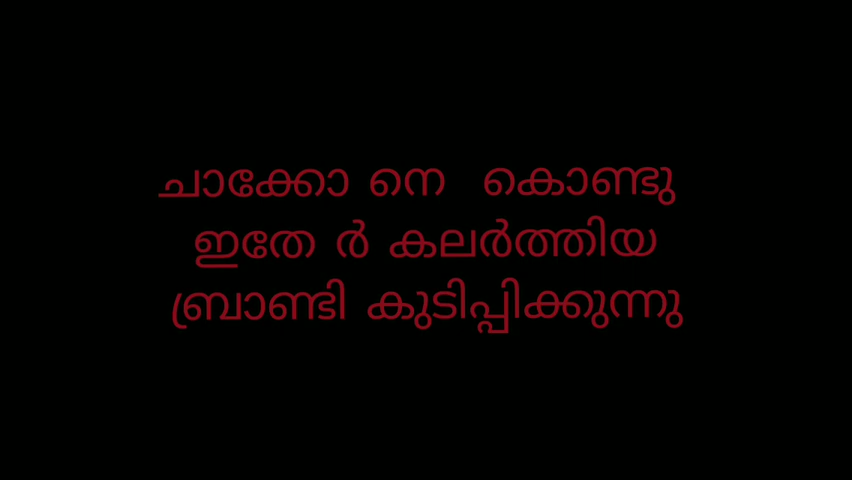 ചാക്കോ നെ കൊണ്ടു
ഇതേ ർ കലർത്തിയ
ബ്രാണ്ടി കുടിപ്പിക്കുന്നു